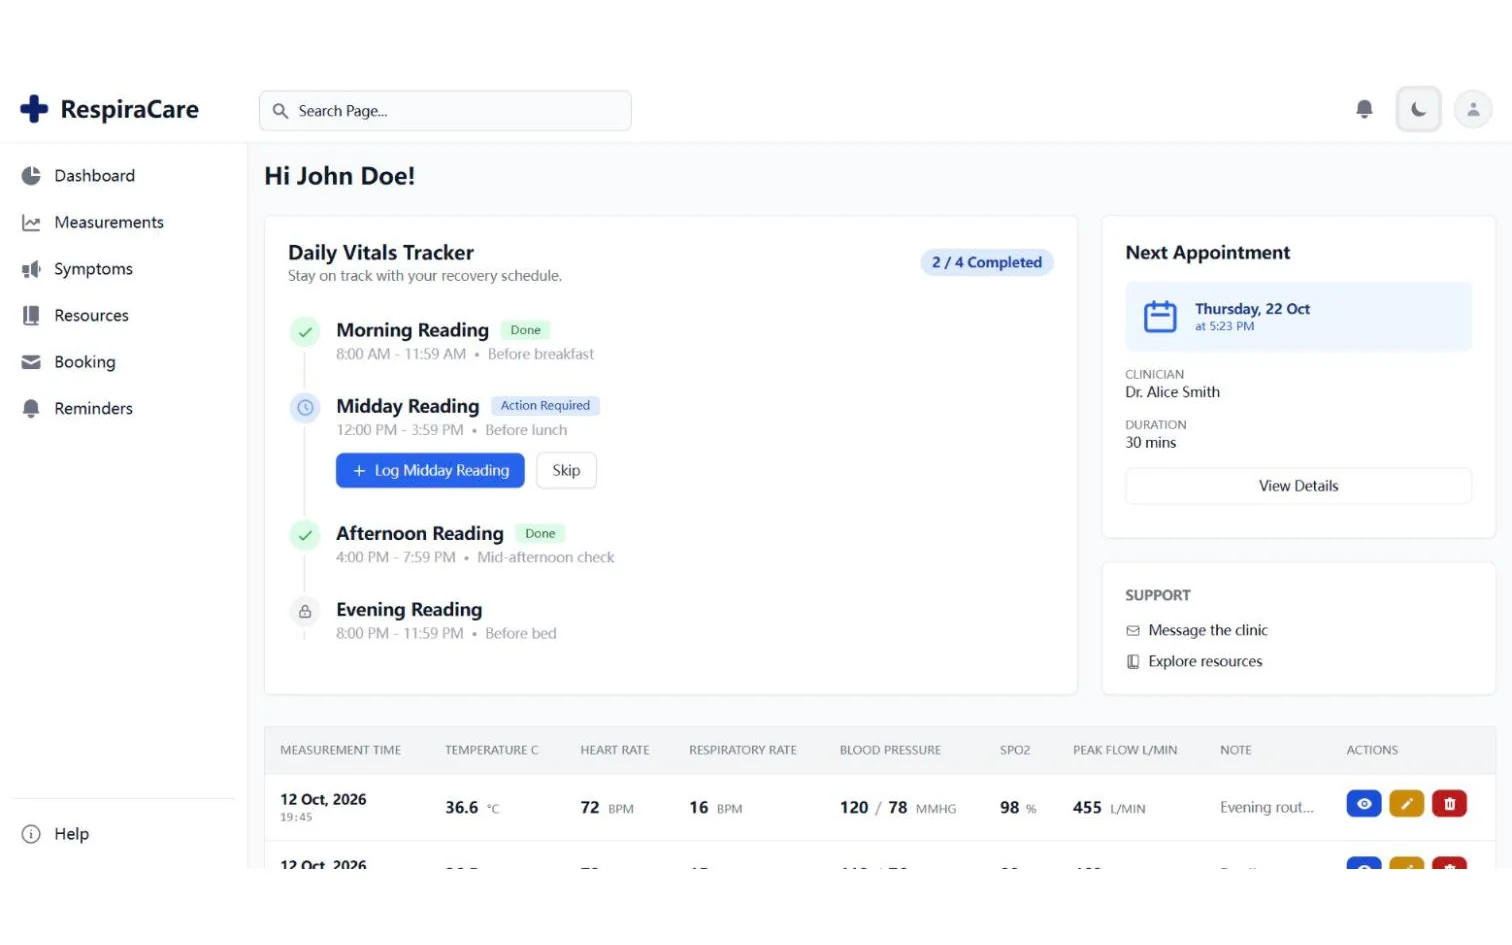 RespiraCare
Search Page...
Dashboard
Measurements
Symptoms
Resources
Booking
Reminders
Help
Hi John Doe!
Daily Vitals Tracker
Stay on track with your recovery schedule.
2 / 4 Completed
Morning Reading Done
8:00 AM - 11:59 AM • Before breakfast
Midday Reading Action Required
12:00 PM - 3:59 PM • Before lunch
+ Log Midday Reading Skip
Afternoon Reading Done
4:00 PM - 7:59 PM • Mid-afternoon check
Evening Reading
8:00 PM - 11:59 PM • Before bed
Next Appointment
Thursday, 22 Oct
at 5:23 PM
CLINICIAN
Dr. Alice Smith
DURATION
30 mins
View Details
SUPPORT
Message the clinic
Explore resources
MEASUREMENT TIME TEMPERATURE C HEART RATE RESPIRATORY RATE BLOOD PRESSURE SPO2 PEAK FLOW L/MIN NOTE ACTIONS
12 Oct, 2026
19:45
36.6 °C 72 BPM 16 BPM 120 / 78 MMHG 98 % 455 L/MIN Evening rout...
12 Oct, 2026